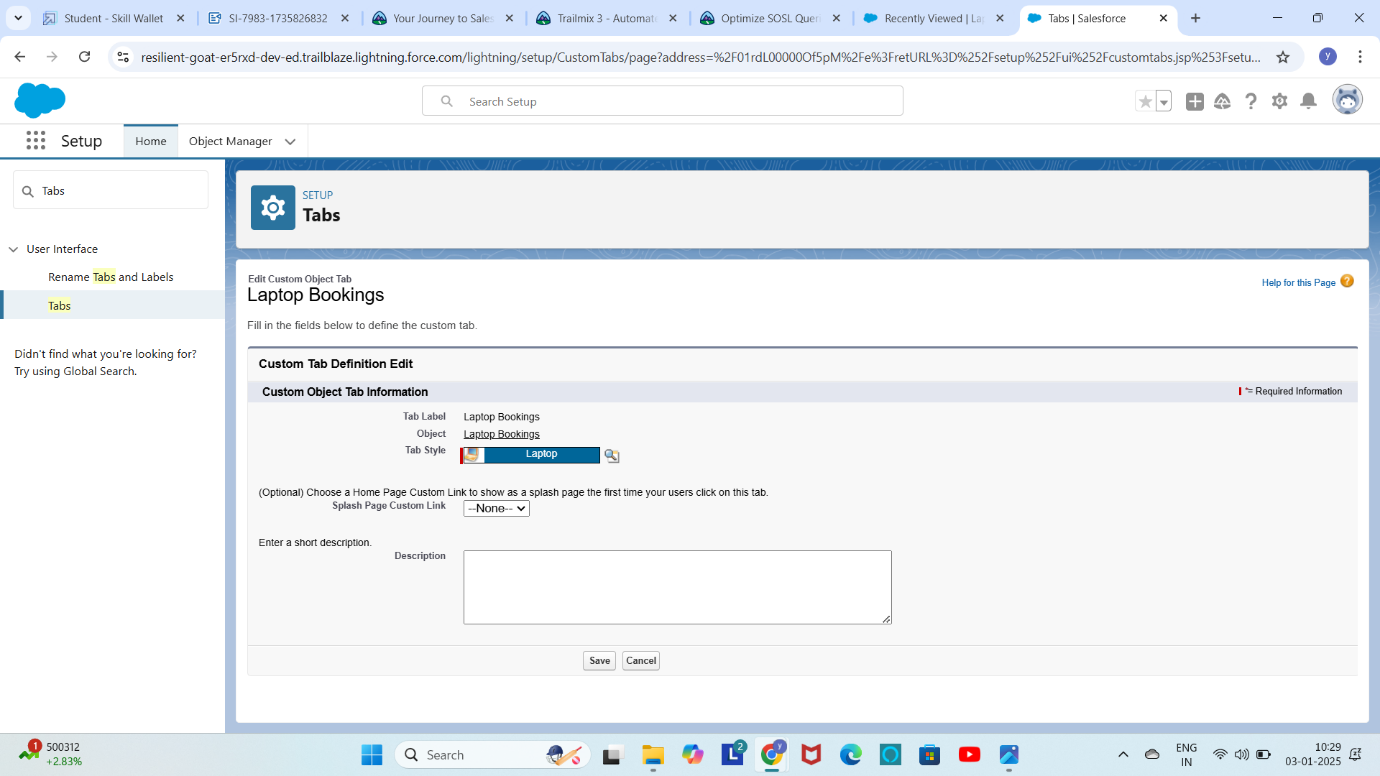 Student - Skill Wallet
SI-7983-1735826832
Your Journey to Sales
Trailmix 3 - Automat
Optimize SOSL Quer
Recently Viewed | La
Tabs | Salesforce
resilient-goat-er5rxd-dev-ed.trailblaze.lightning.force.com/lightning/setup/CustomTabs/page?address=%2F01rdL00000Of5pM%2Fe%3FretURL%3D%252Fsetup%252Fui%252Fcustomtabs.jsp%253Fsetu...
y
Search Setup
Setup
Home
Object Manager
Tabs
User Interface
Rename Tabs and Labels
Tabs
Didn't find what you're looking for?
Try using Global Search.
SETUP
Tabs
Edit Custom Object Tab
Laptop Bookings
Help for this Page ?
Fill in the fields below to define the custom tab.
Custom Tab Definition Edit
Custom Object Tab Information
= Required Information
Tab Label Laptop Bookings
Object Laptop Bookings
Tab Style Laptop
(Optional) Choose a Home Page Custom Link to show as a splash page the first time your users click on this tab.
Splash Page Custom Link --None--
Enter a short description.
Description
Save Cancel
1
500312
+2.83%
Search
L 2
y
ENG
IN
10:29
03-01-2025